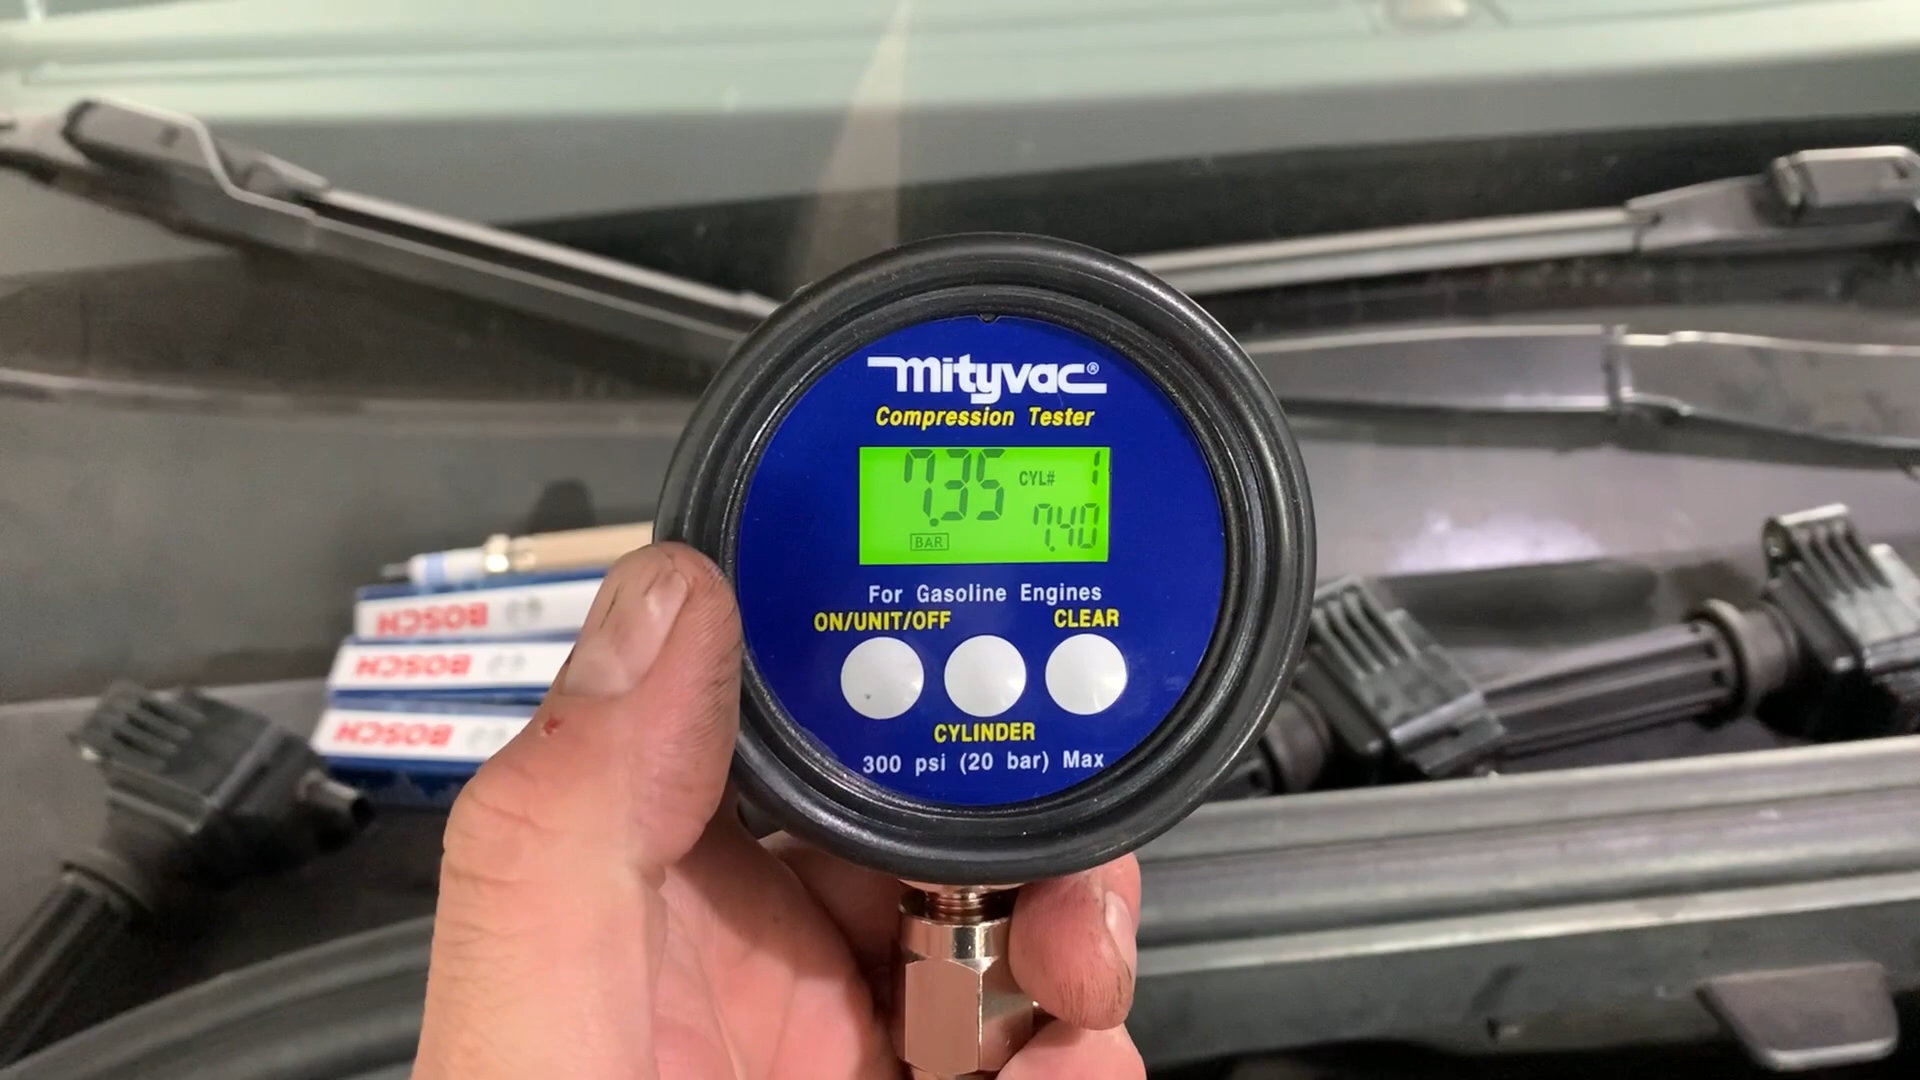 mityvac®
Compression Tester
7.35 CYL# 1
BAR 7.40
For Gasoline Engines
ON/UNIT/OFF CLEAR
CYLINDER
300 psi (20 bar) Max
BOSCH
BOSCH
BOSCH